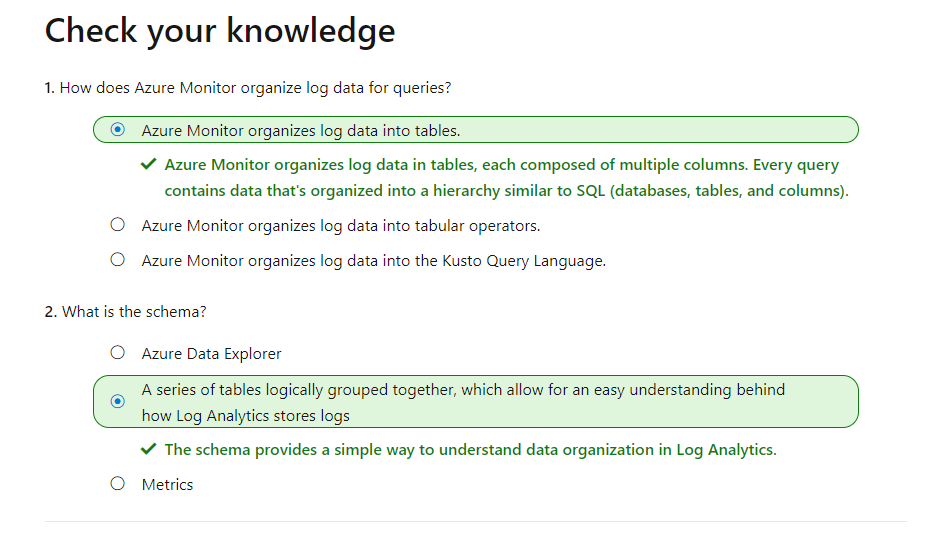 Check your knowledge
1. How does Azure Monitor organize log data for queries?
Azure Monitor organizes log data into tables.
Azure Monitor organizes log data in tables, each composed of multiple columns. Every query
contains data that's organized into a hierarchy similar to SQL (databases, tables, and columns).
Azure Monitor organizes log data into tabular operators.
Azure Monitor organizes log data into the Kusto Query Language.
2. What is the schema?
Azure Data Explorer
A series of tables logically grouped together, which allow for an easy understanding behind
how Log Analytics stores logs
The schema provides a simple way to understand data organization in Log Analytics.
Metrics